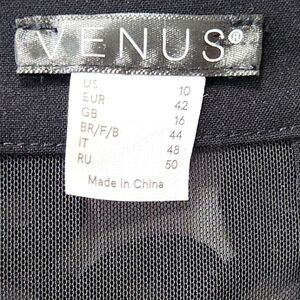 VENUS®
US 10
EUR 42
GB 16
BR/F/B 44
IT 48
RU 50
Made in China